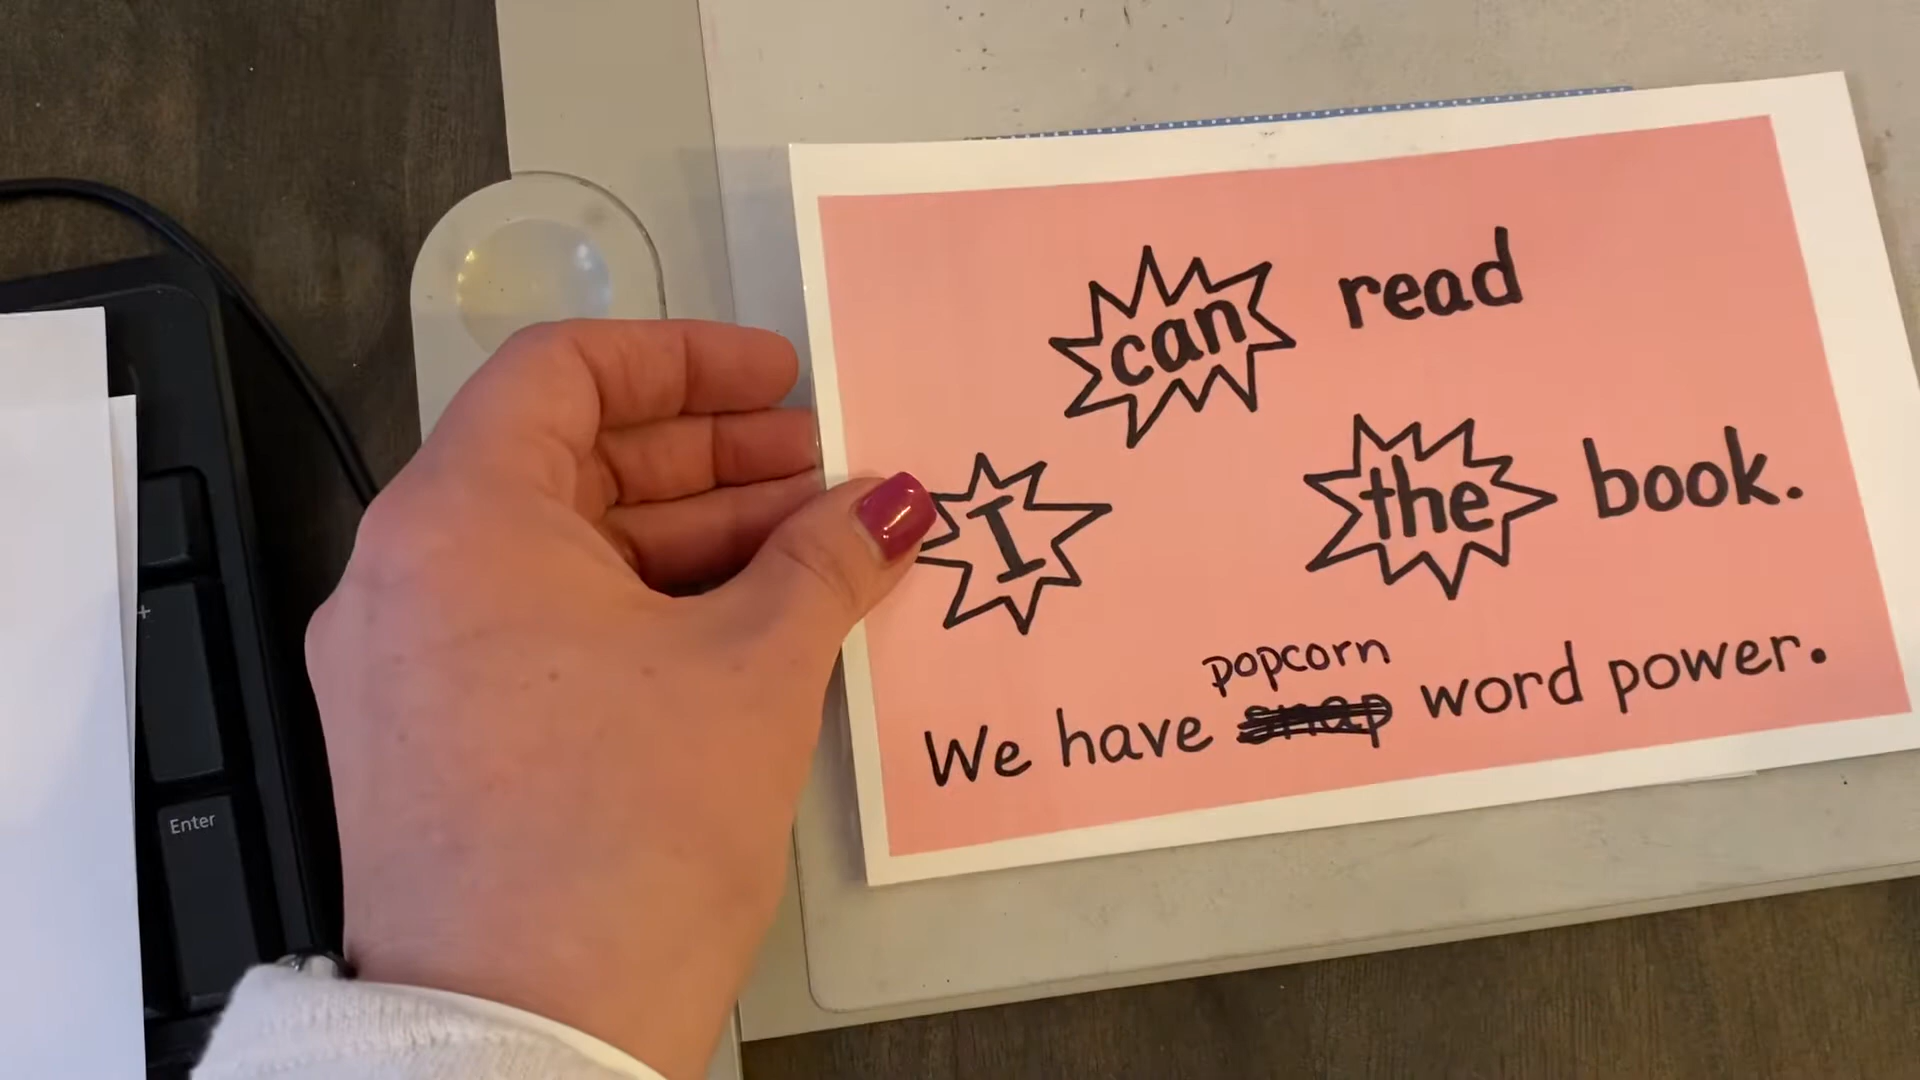 I can read the book.
popcorn
We have snap word power.
+
Enter